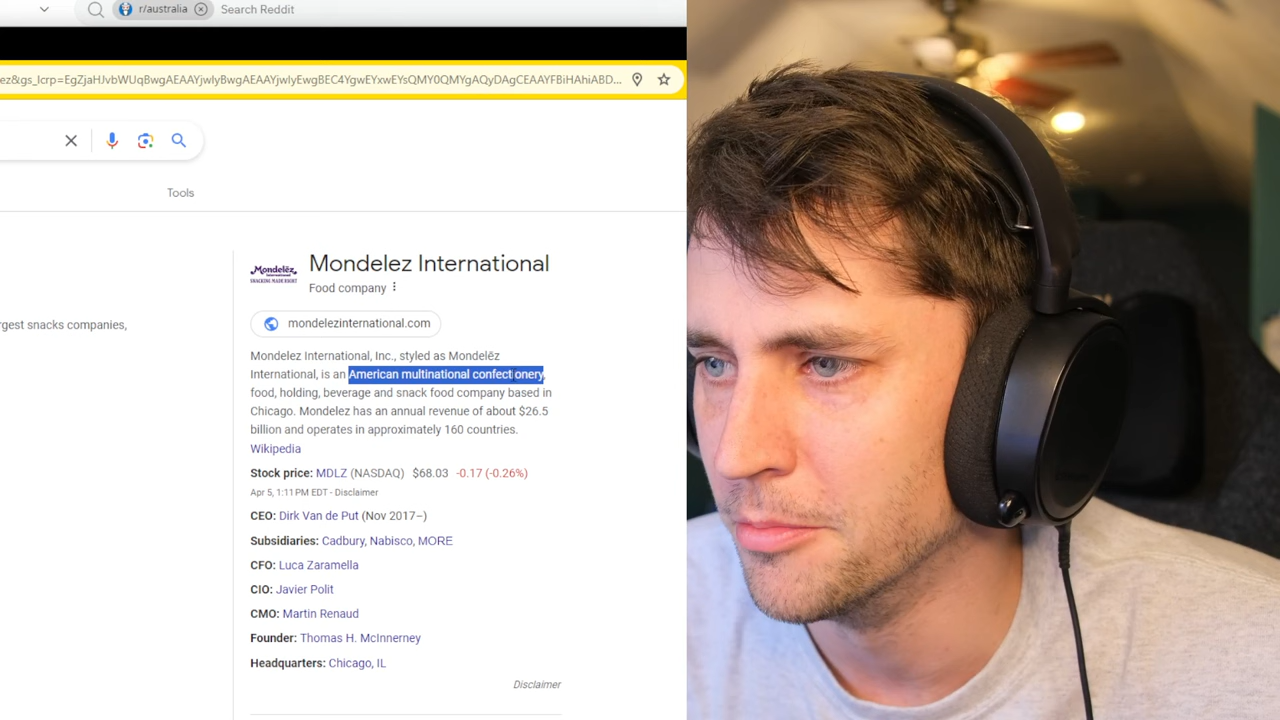 r/australia Search Reddit
ez&gs_lcrp=EgZjaHJvbWUqBwgAEAAYjwIyBwgAEAAYjwIyEwgBEC4YgwEYxwEYsQMY0QMYgAQyDAgCEAAYFBiHAhiABD...
Tools
Mondelez International
Food company
Mondelēz
International
SNACKING MADE RIGHT
mondelezinternational.com
rgest snacks companies,
Mondelez International, Inc., styled as Mondelēz
International, is an American multinational confectionery,
food, holding, beverage and snack food company based in
Chicago. Mondelez has an annual revenue of about $26.5
billion and operates in approximately 160 countries.
Wikipedia
Stock price: MDLZ (NASDAQ) $68.03 -0.17 (-0.26%)
Apr 5, 1:11 PM EDT - Disclaimer
CEO: Dirk Van de Put (Nov 2017–)
Subsidiaries: Cadbury, Nabisco, MORE
CFO: Luca Zaramella
CIO: Javier Polit
CMO: Martin Renaud
Founder: Thomas H. McInnerney
Headquarters: Chicago, IL
Disclaimer